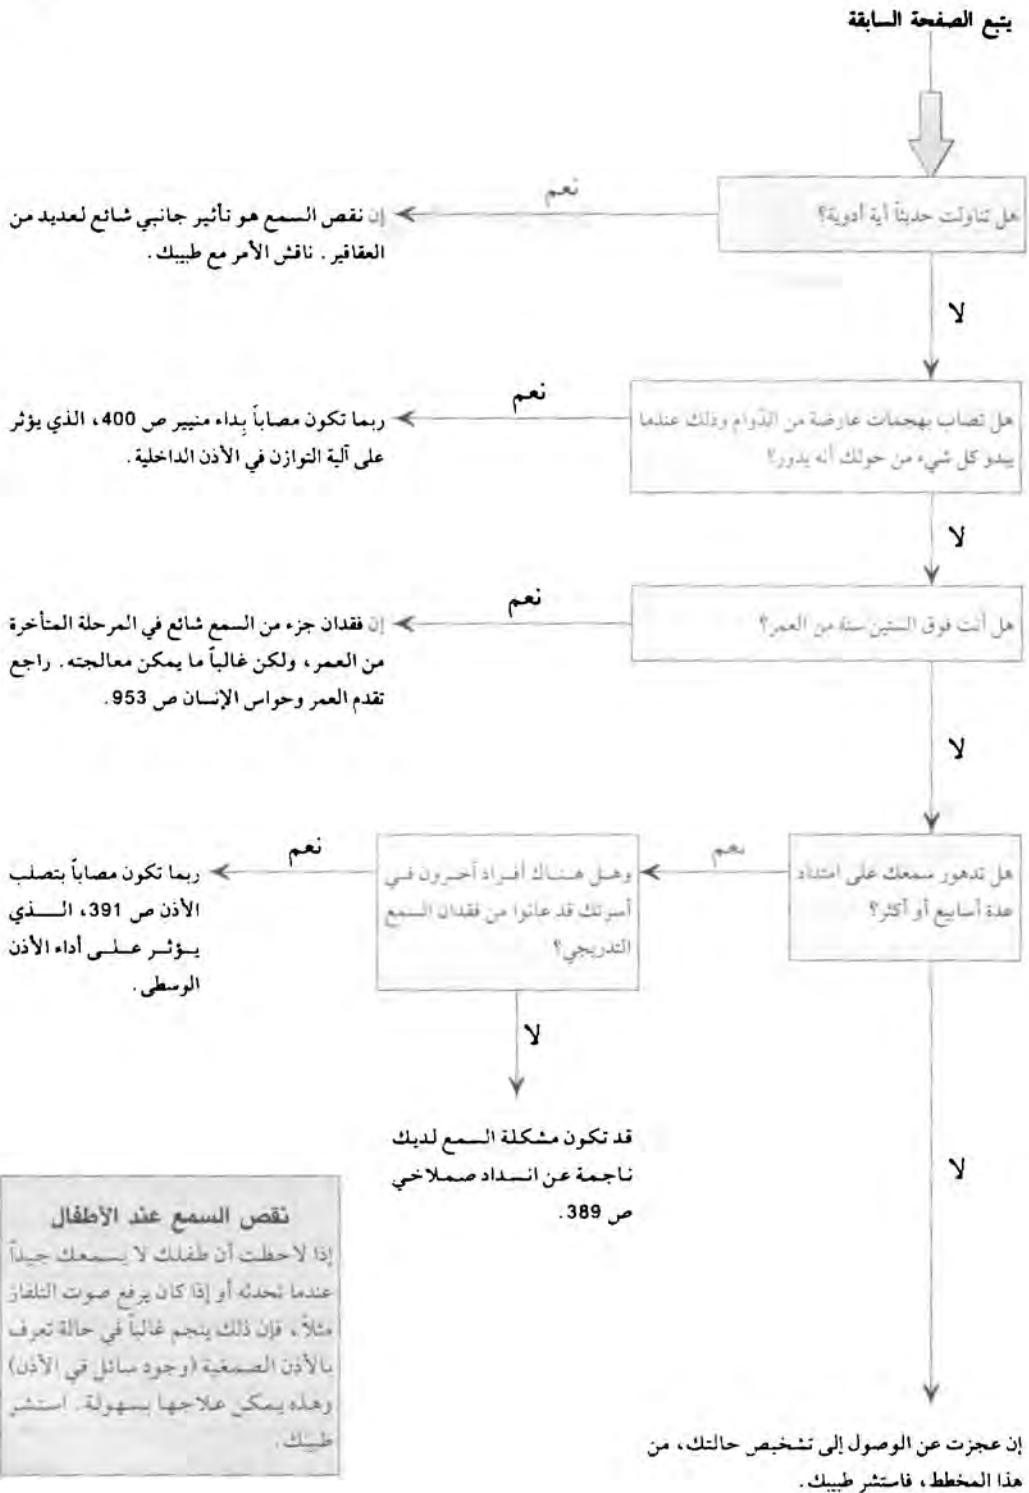 يتبع الصفحة السابقة
هل تناولت حديثاً أية أدوية؟
نعم
إن نقص السمع هو تأثير جانبي شائع لعديد من
العقاقير. ناقش الأمر مع طبيبك.
لا
هل تصاب بهجمات عارضة من الدّوام وذلك عندما
يبدو كل شيء من حولك أنه يدور؟
نعم
ربما تكون مصاباً بِداء منيير ص 400، الذي يؤثر
على آلية التوازن في الأذن الداخلية.
لا
هل أنت فوق الستين سنة من العمر؟
نعم
إن فقدان جزء من السمع شائع في المرحلة المتأخرة
من العمر، ولكن غالباً ما يمكن معالجته. راجع
تقدم العمر وحواس الإنسان ص 953.
لا
هل تدهور سمعك على امتداد
عدة أسابيع أو أكثر؟
نعم
وهل هناك أفراد آخرون في
أسرتك قد عانوا من فقدان السمع
التدريجي؟
نعم
ربما تكون مصاباً بتصلب
الأذن ص 391، الذي
يؤثر على أداء الأذن
الوسطى.
لا
قد تكون مشكلة السمع لديك
ناجمة عن انسداد صملاخي
ص 389.
لا
إن عجزت عن الوصول إلى تشخيص حالتك، من
هذا المخطط، فاستشر طبيبك.
نقص السمع عند الأطفال
إذا لاحظت أن طفلك لا يسمعك جيداً
عندما تحدثه أو إذا كان يرفع صوت التلفاز
مثلاً، فإن ذلك ينجم غالباً في حالة تعرف
بالأذن الصمغية (وجود سائل في الأذن)
وهذه يمكن علاجها بسهولة. استشر
طبيبك.